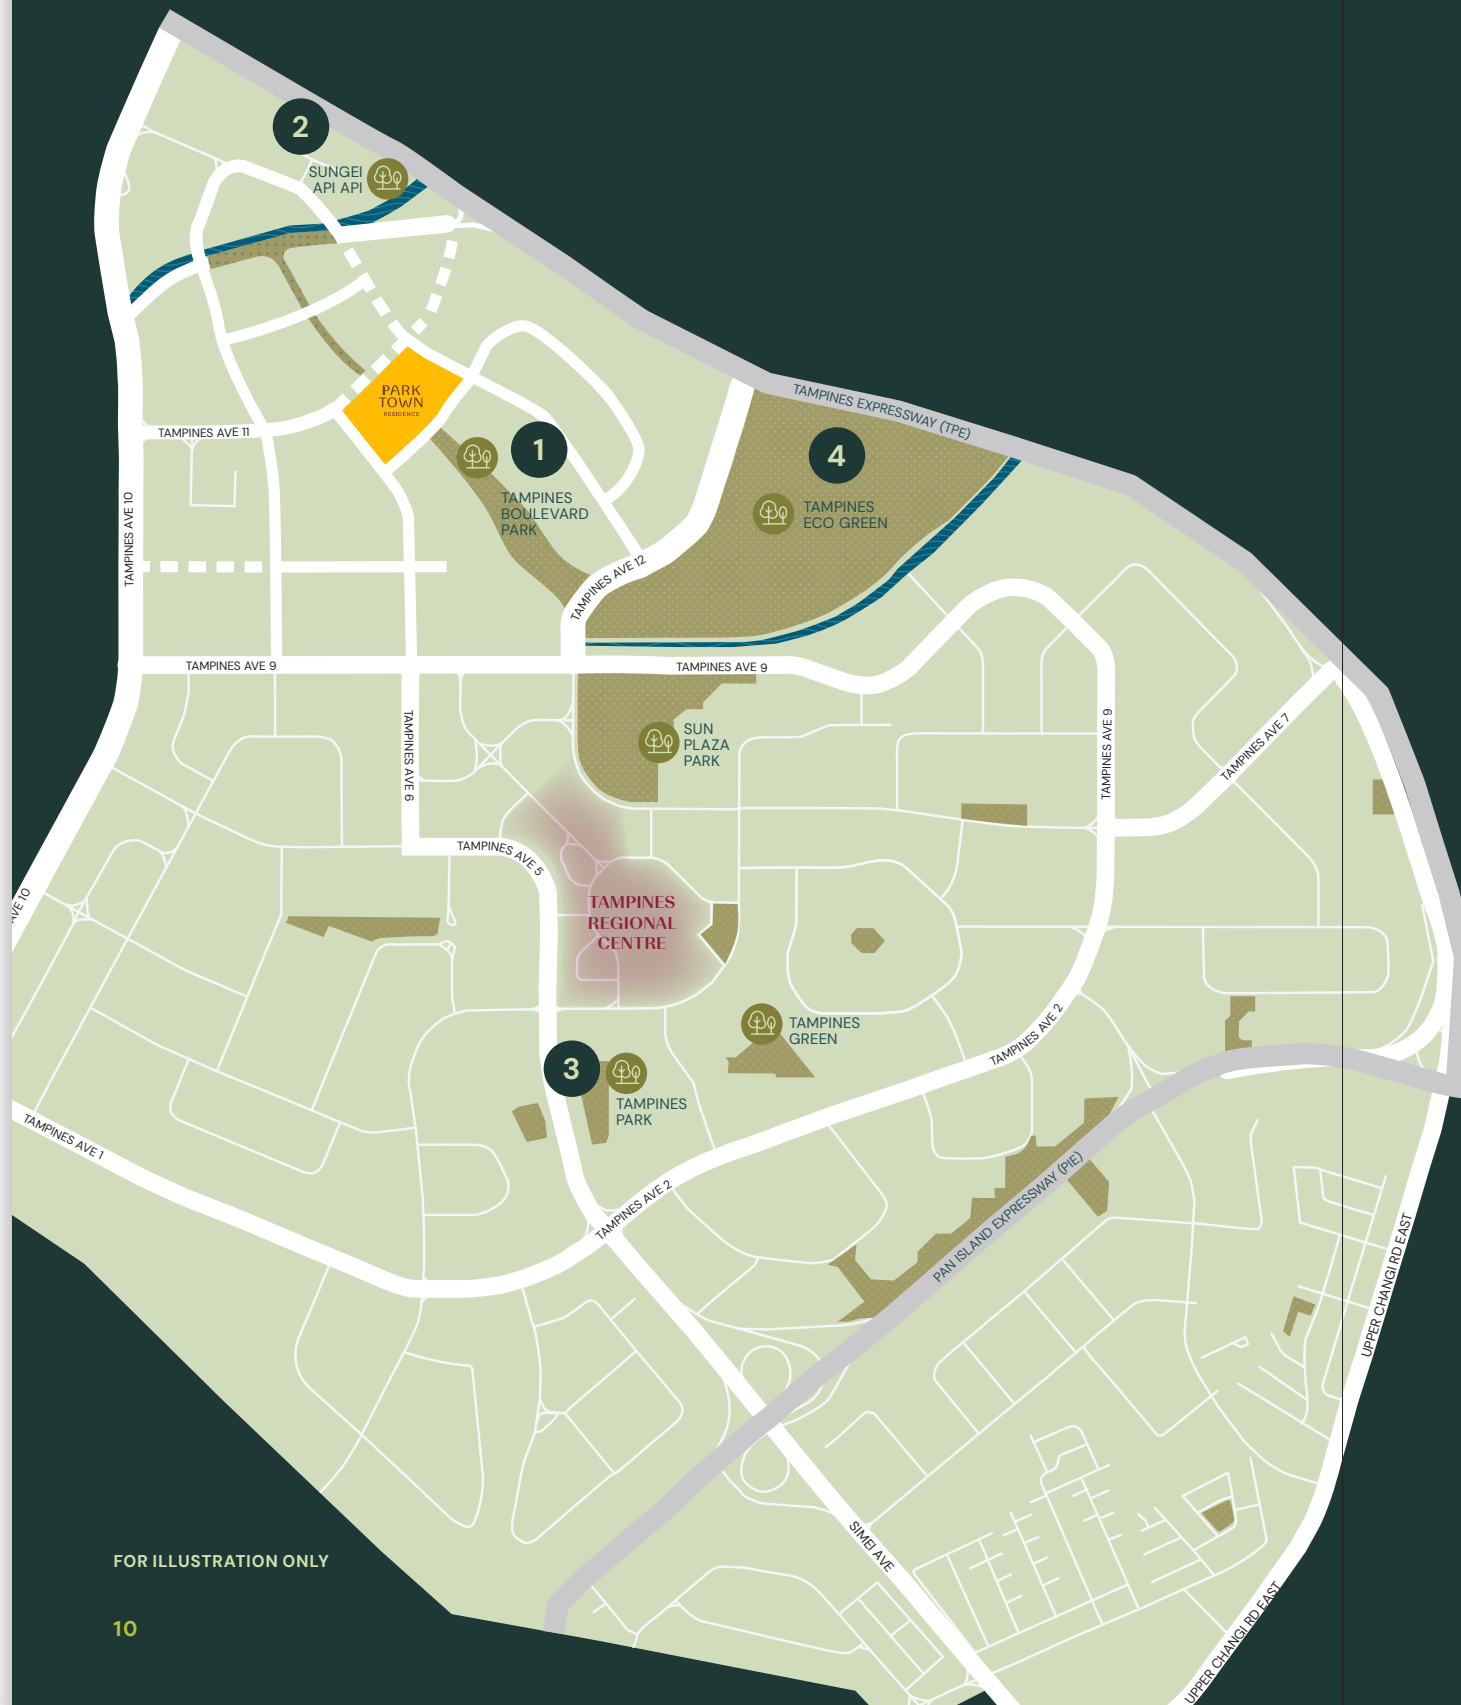 2
SUNGEI
API API
TAMPINES EXPRESSWAY (TPE)
PARK
TOWN
RESIDENCE
TAMPINES AVE 11
1
4
TAMPINES
BOULEVARD
PARK
TAMPINES
ECO GREEN
TAMPINES AVE 10
TAMPINES AVE 12
TAMPINES AVE 9
TAMPINES AVE 9
TAMPINES AVE 6
SUN
PLAZA
PARK
TAMPINES AVE 9
TAMPINES AVE 7
TAMPINES AVE 5
AVE 10
TAMPINES
REGIONAL
CENTRE
TAMPINES
GREEN
TAMPINES AVE 2
3
TAMPINES
PARK
TAMPINES AVE 1
TAMPINES AVE 2
PAN ISLAND EXPRESSWAY (PIE)
UPPER CHANGI RD EAST
SIMEI AVE
FOR ILLUSTRATION ONLY
UPPER CHANGI RD EAST
10